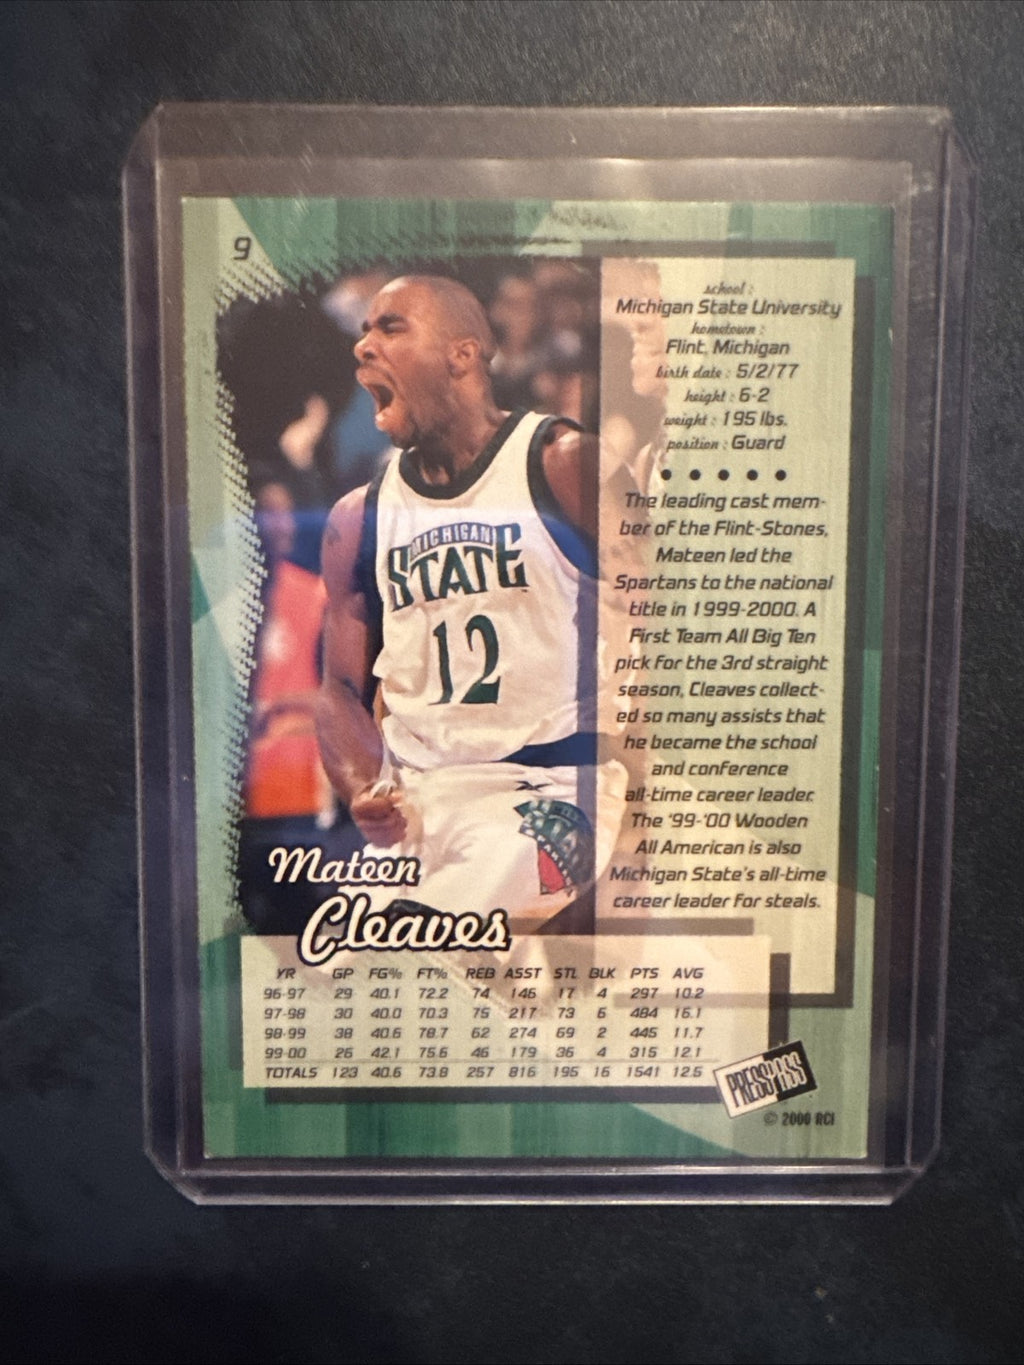 9
school :
Michigan State University
hometown :
Flint, Michigan
birth date : 5/2/77
height : 6-2
weight : 195 lbs.
position : Guard
• • • • •
The leading cast mem-
ber of the Flint-Stones,
Mateen led the
Spartans to the national
title in 1999-2000. A
First Team All Big Ten
pick for the 3rd straight
season, Cleaves collect-
ed so many assists that
he became the school
and conference
all-time career leader.
The '99-'00 Wooden
All American is also
Michigan State's all-time
career leader for steals.
MICHIGAN
STATE
12
Mateen
Cleaves
YR GP FG% FT% REB ASST STL BLK PTS AVG
96-97 29 40.1 72.2 74 146 17 4 297 10.2
97-98 30 40.0 70.3 75 217 73 6 484 16.1
98-99 38 40.6 78.7 62 274 69 2 445 11.7
99-00 26 42.1 75.6 46 179 36 4 315 12.1
TOTALS 123 40.6 73.8 257 816 195 16 1541 12.5
PRESS PASS
© 2000 RCI